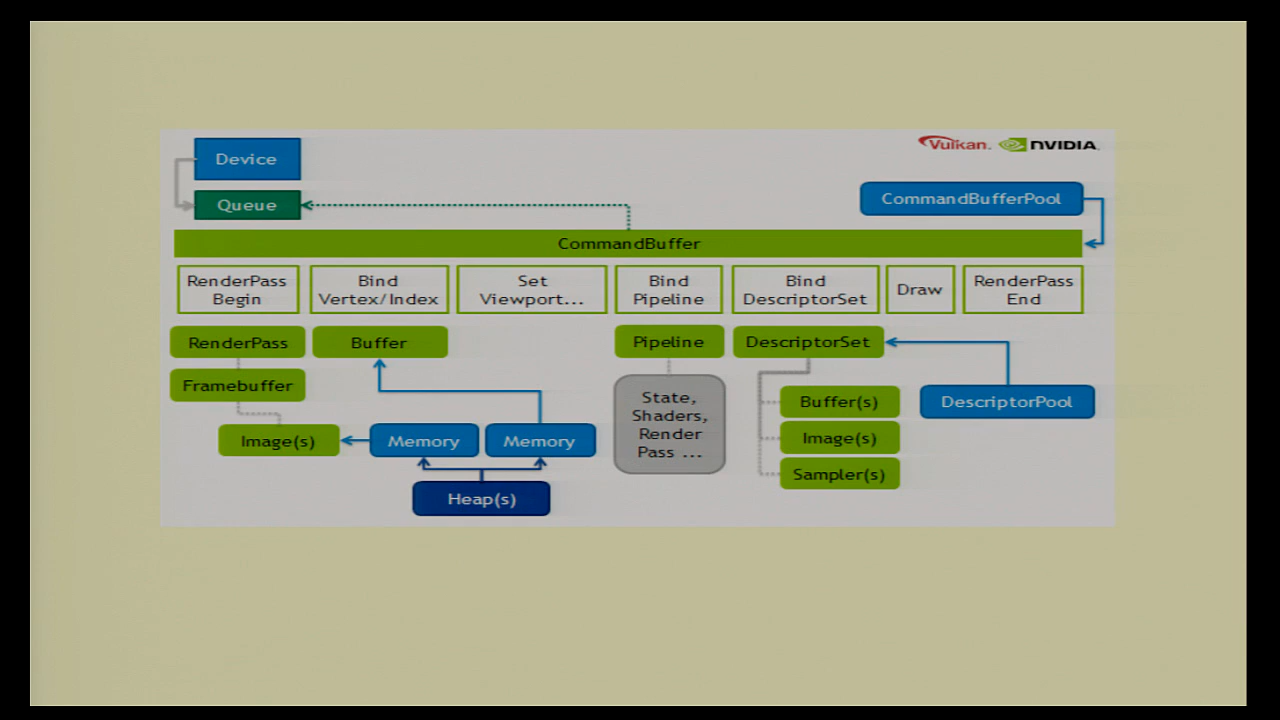 Device
Vulkan. NVIDIA.
Queue
CommandBufferPool
CommandBuffer
RenderPass
Begin
Bind
Vertex/Index
Set
Viewport...
Bind
Pipeline
Bind
DescriptorSet
Draw
RenderPass
End
RenderPass
Buffer
Pipeline
DescriptorSet
Framebuffer
State,
Shaders,
Render
Pass ...
Buffer(s)
DescriptorPool
Image(s)
Memory
Memory
Image(s)
Sampler(s)
Heap(s)